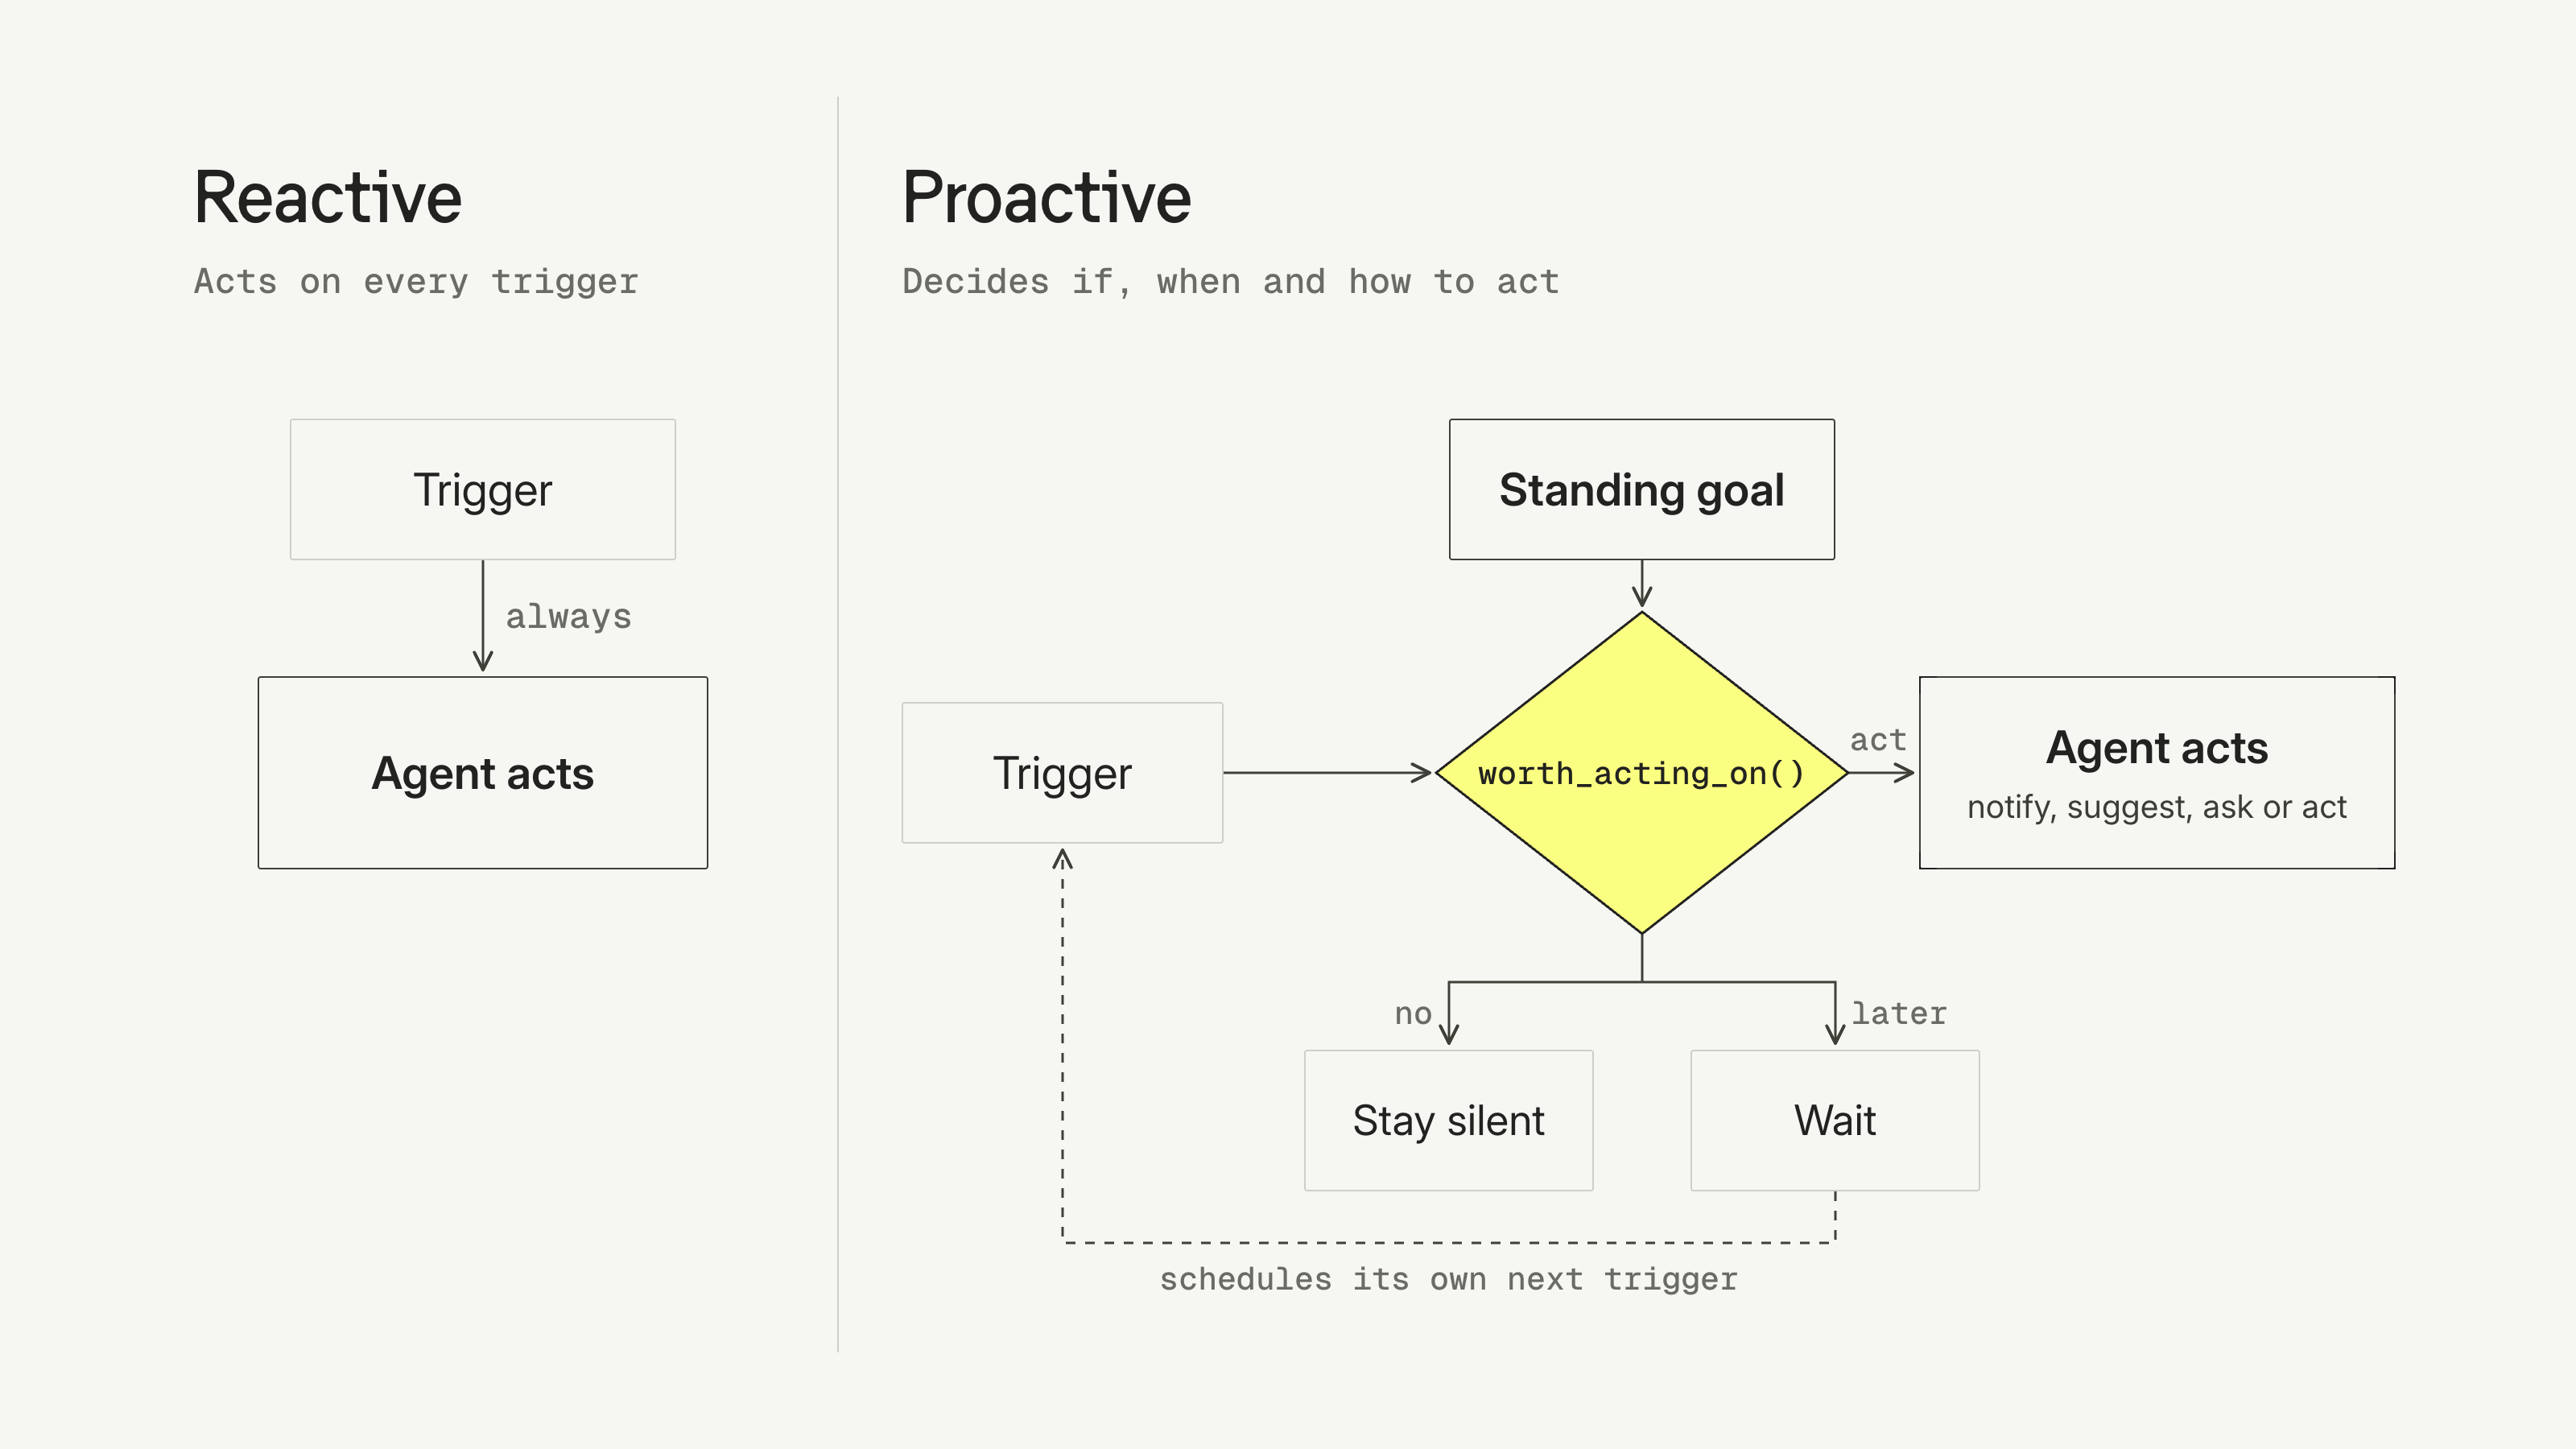 Reactive
Acts on every trigger
Trigger
always
Agent acts
Proactive
Decides if, when and how to act
Standing goal
Trigger
worth_acting_on()
act
Agent acts
notify, suggest, ask or act
no
later
Stay silent
Wait
schedules its own next trigger